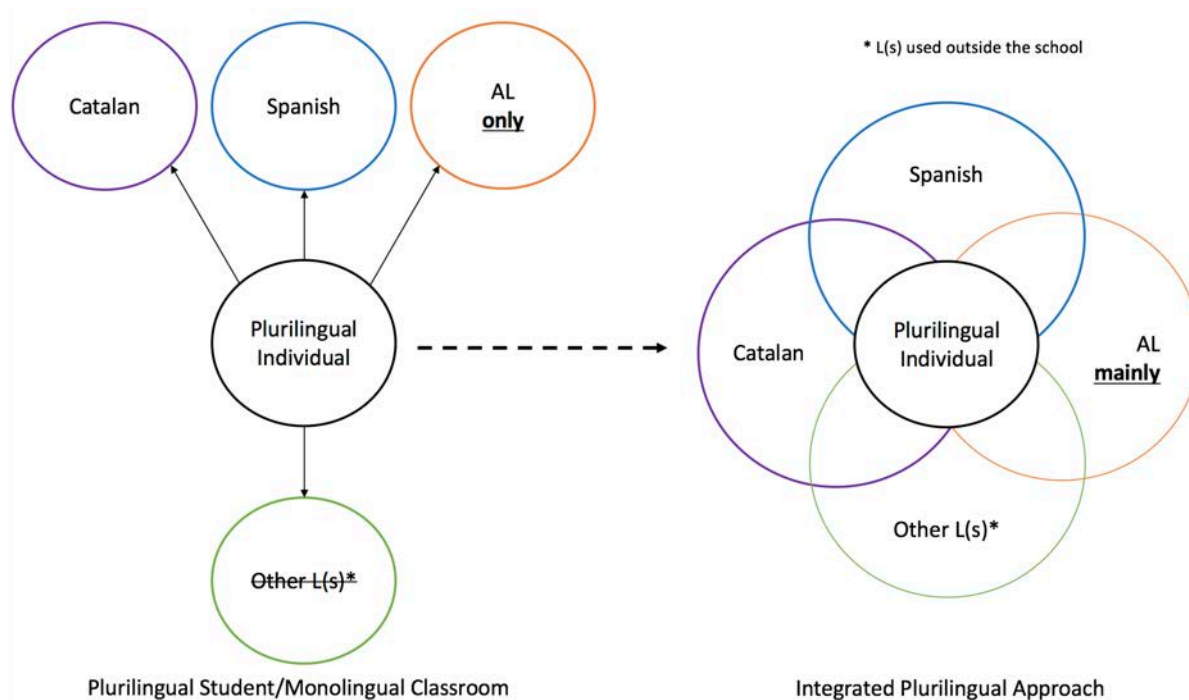 * L(s) used outside the school
Catalan
Spanish
AL
only
Plurilingual
Individual
Other L(s)*
Plurilingual Student/Monolingual Classroom
Spanish
Catalan
Plurilingual
Individual
AL
mainly
Other L(s)*
Integrated Plurilingual Approach